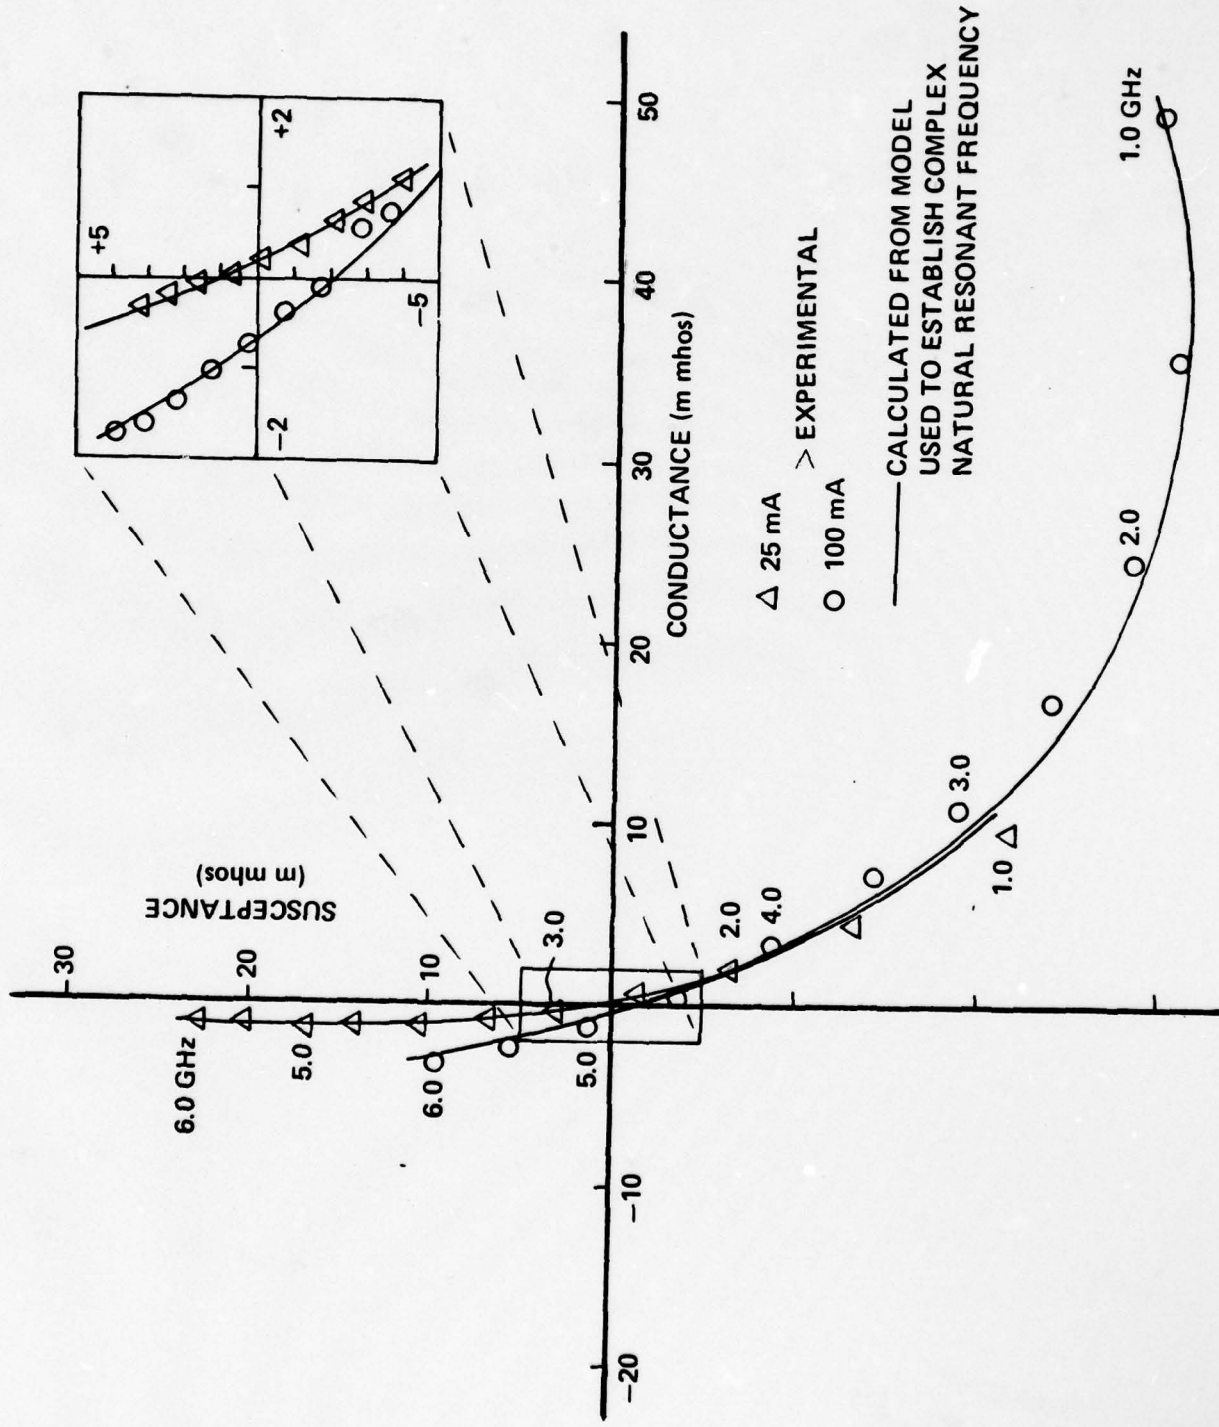 SUSCEPTANCE
(m mhos)
30
20
10
6.0 GHz
5.0
6.0
5.0
3.0
2.0
4.0
1.0
3.0
2.0
1.0 GHz
−20
−10
10
20
30
40
50
CONDUCTANCE (m mhos)
+5
−2
+2
−5
△ 25 mA
○ 100 mA
> EXPERIMENTAL
— CALCULATED FROM MODEL
USED TO ESTABLISH COMPLEX
NATURAL RESONANT FREQUENCY